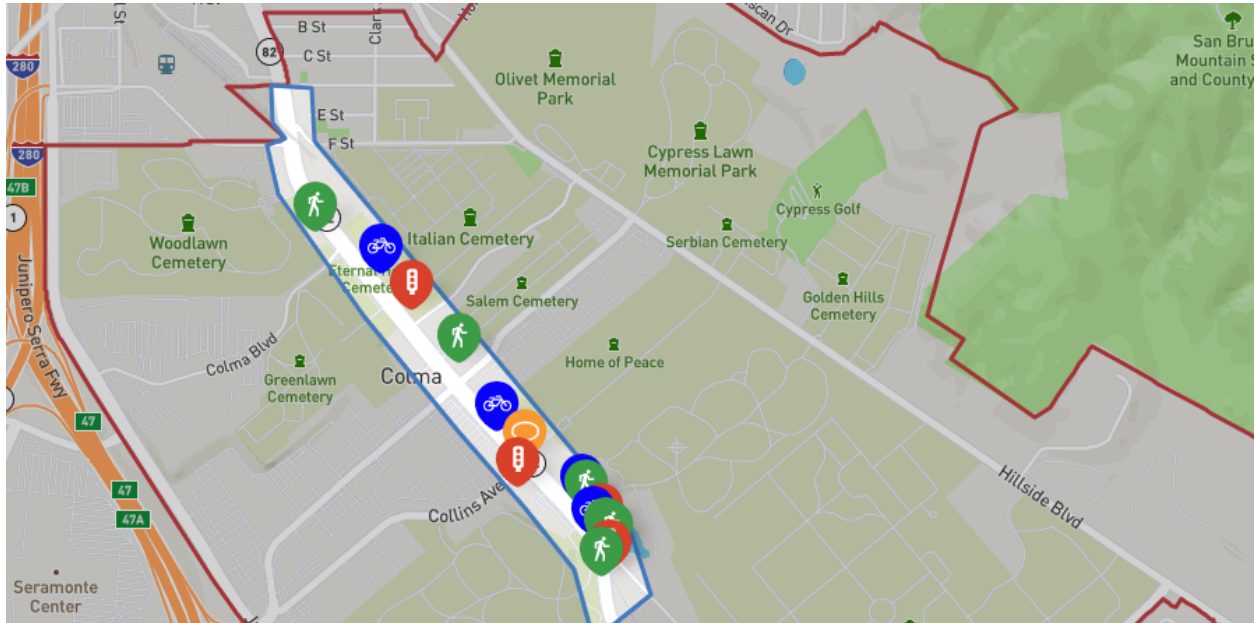 B St
82
C St
280
Olivet Memorial
Park
San Bru
Mountain S
and County
E St
F St
280
Cypress Lawn
Memorial Park
47B
1
Cypress Golf
Woodlawn
Cemetery
Italian Cemetery
Serbian Cemetery
Eternal
Cemete
Salem Cemetery
Golden Hills
Cemetery
Junipero Serra Fwy
Colma Blvd
Home of Peace
Greenlawn
Cemetery
Colma
47
Collins Ave
Hillside Blvd
47
47A
Seramonte
Center